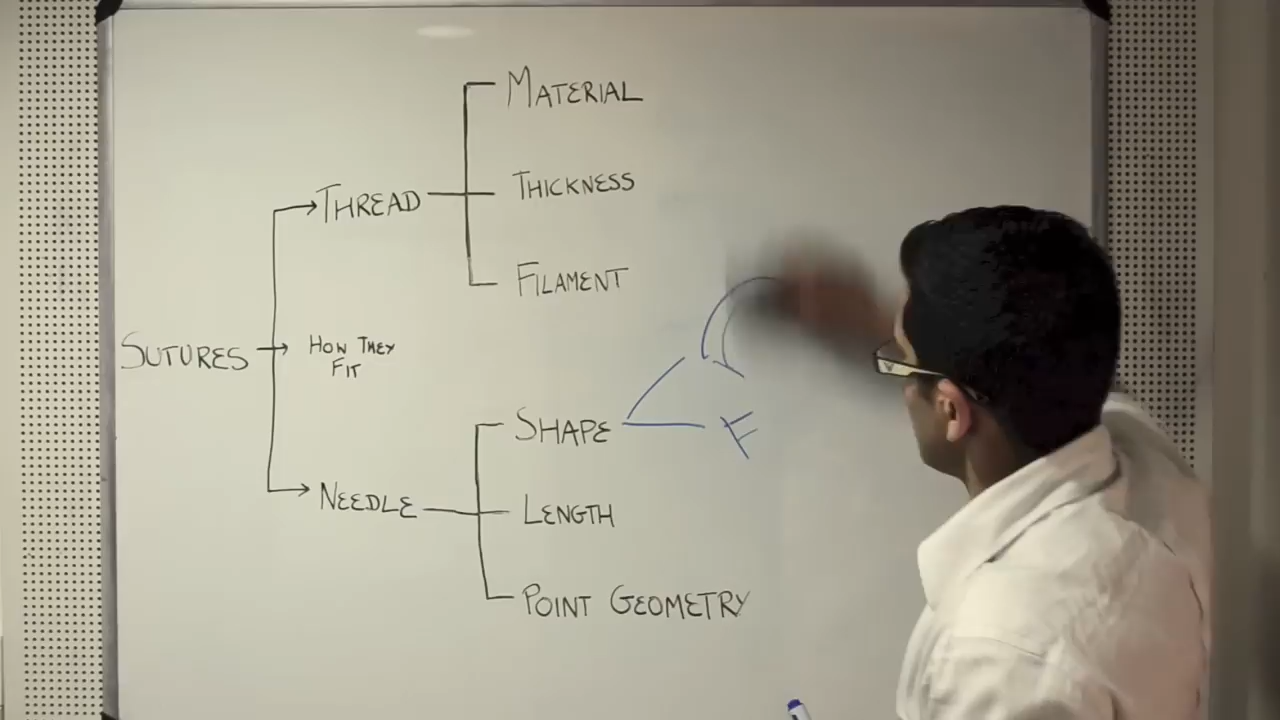 MATERIAL
THICKNESS
THREAD
FILAMENT
SUTURES
HOW THEY
FIT
SHAPE
F
NEEDLE
LENGTH
POINT GEOMETRY